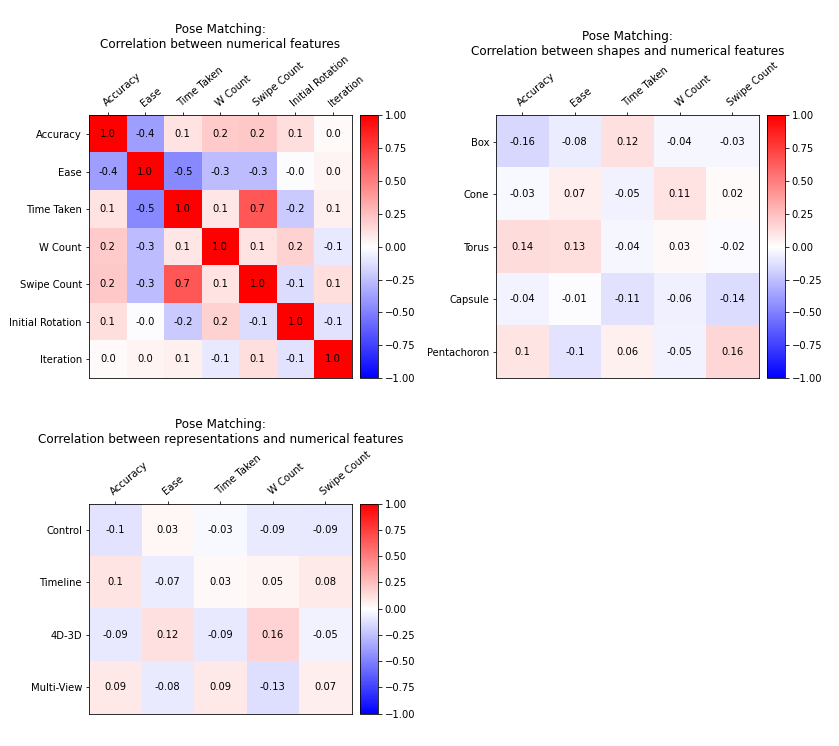 Pose Matching:
Correlation between numerical features
Accuracy Ease Time Taken W Count Swipe Count Initial Rotation Iteration
Accuracy 1.0 -0.4 0.1 0.2 0.2 0.1 0.0
Ease -0.4 1.0 -0.5 -0.3 -0.3 -0.0 0.0
Time Taken 0.1 -0.5 1.0 0.1 0.7 -0.2 0.1
W Count 0.2 -0.3 0.1 1.0 0.1 0.2 -0.1
Swipe Count 0.2 -0.3 0.7 0.1 1.0 -0.1 0.1
Initial Rotation 0.1 -0.0 -0.2 0.2 -0.1 1.0 -0.1
Iteration 0.0 0.0 0.1 -0.1 0.1 -0.1 1.0
1.00
0.75
0.50
0.25
0.00
−0.25
−0.50
−0.75
−1.00
Pose Matching:
Correlation between shapes and numerical features
Accuracy Ease Time Taken W Count Swipe Count
Box -0.16 -0.08 0.12 -0.04 -0.03
Cone -0.03 0.07 -0.05 0.11 0.02
Torus 0.14 0.13 -0.04 0.03 -0.02
Capsule -0.04 -0.01 -0.11 -0.06 -0.14
Pentachoron 0.1 -0.1 0.06 -0.05 0.16
1.00
0.75
0.50
0.25
0.00
−0.25
−0.50
−0.75
−1.00
Pose Matching:
Correlation between representations and numerical features
Accuracy Ease Time Taken W Count Swipe Count
Control -0.1 0.03 -0.03 -0.09 -0.09
Timeline 0.1 -0.07 0.03 0.05 0.08
4D-3D -0.09 0.12 -0.09 0.16 -0.05
Multi-View 0.09 -0.08 0.09 -0.13 0.07
1.00
0.75
0.50
0.25
0.00
−0.25
−0.50
−0.75
−1.00